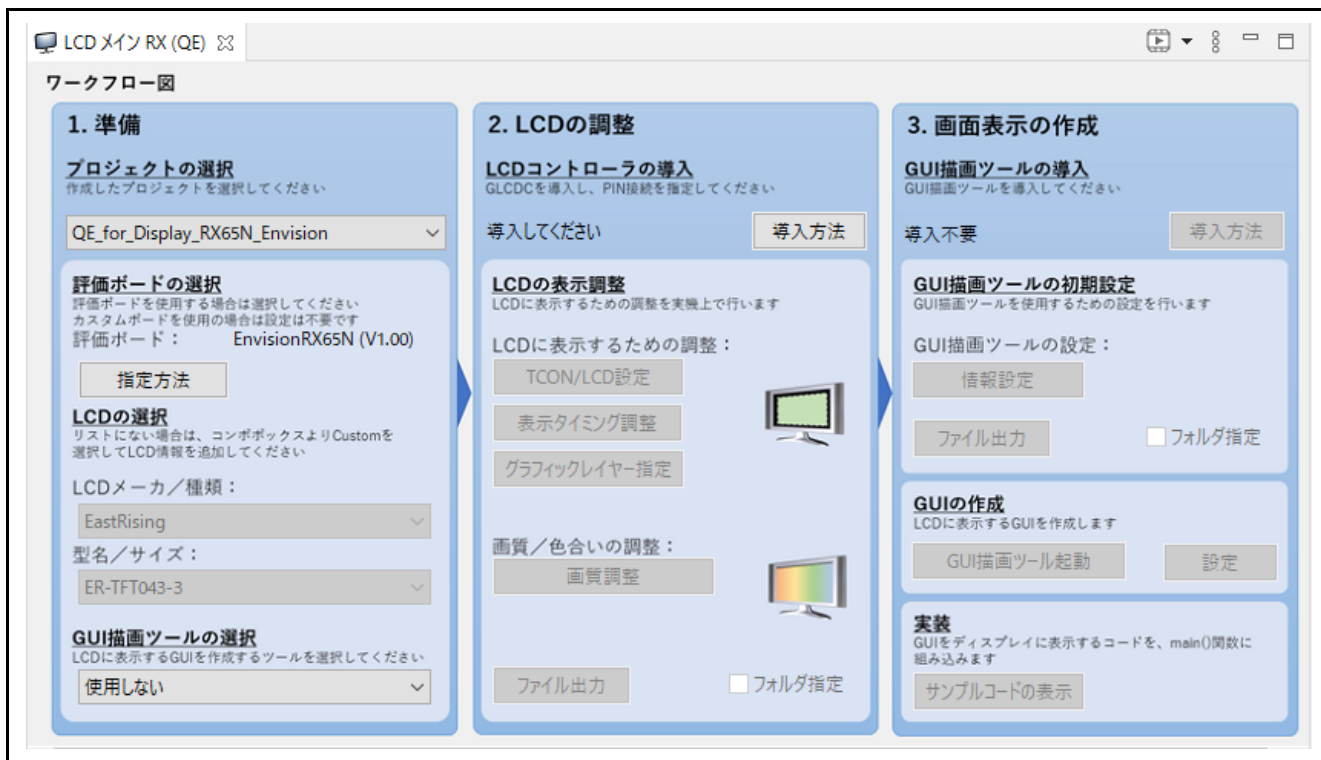 LCD メイン RX (QE)
ワークフロー図
1. 準備
プロジェクトの選択
作成したプロジェクトを選択してください
QE_for_Display_RX65N_Envision
評価ボードの選択
評価ボードを使用する場合は選択してください
カスタムボードを使用の場合は設定は不要です
評価ボード： EnvisionRX65N (V1.00)
指定方法
LCDの選択
リストにない場合は、コンボボックスよりCustomを
選択してLCD情報を追加してください
LCDメーカ／種類：
EastRising
型名／サイズ：
ER-TFT043-3
GUI描画ツールの選択
LCDに表示するGUIを作成するツールを選択してください
使用しない
2. LCDの調整
LCDコントローラの導入
GLCDCを導入し、PIN接続を指定してください
導入してください 導入方法
LCDの表示調整
LCDに表示するための調整を実機上で行います
LCDに表示するための調整：
TCON/LCD設定
表示タイミング調整
グラフィックレイヤー指定
画質／色合いの調整：
画質調整
ファイル出力 フォルダ指定
3. 画面表示の作成
GUI描画ツールの導入
GUI描画ツールを導入してください
導入不要 導入方法
GUI描画ツールの初期設定
GUI描画ツールを使用するための設定を行います
GUI描画ツールの設定：
情報設定
ファイル出力 フォルダ指定
GUIの作成
LCDに表示するGUIを作成します
GUI描画ツール起動 設定
実装
GUIをディスプレイに表示するコードを、main()関数に
組み込みます
サンプルコードの表示